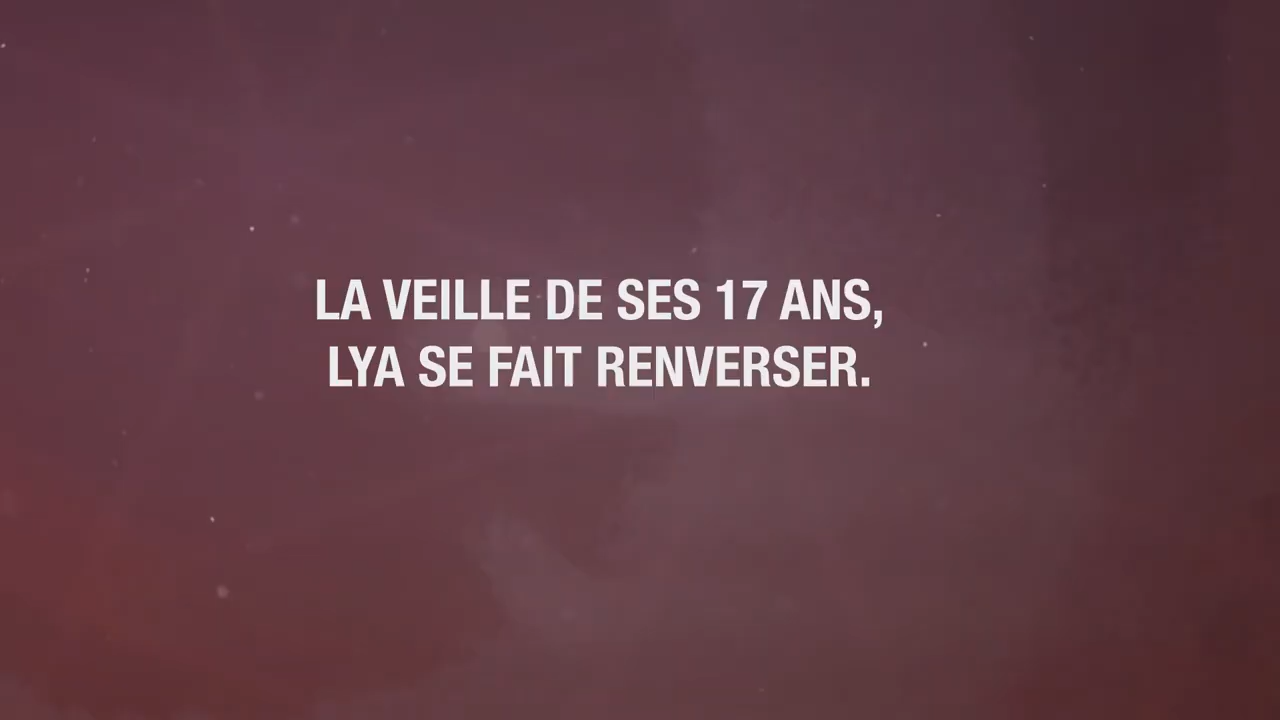 LA VEILLE DE SES 17 ANS,
LYA SE FAIT RENVERSER.